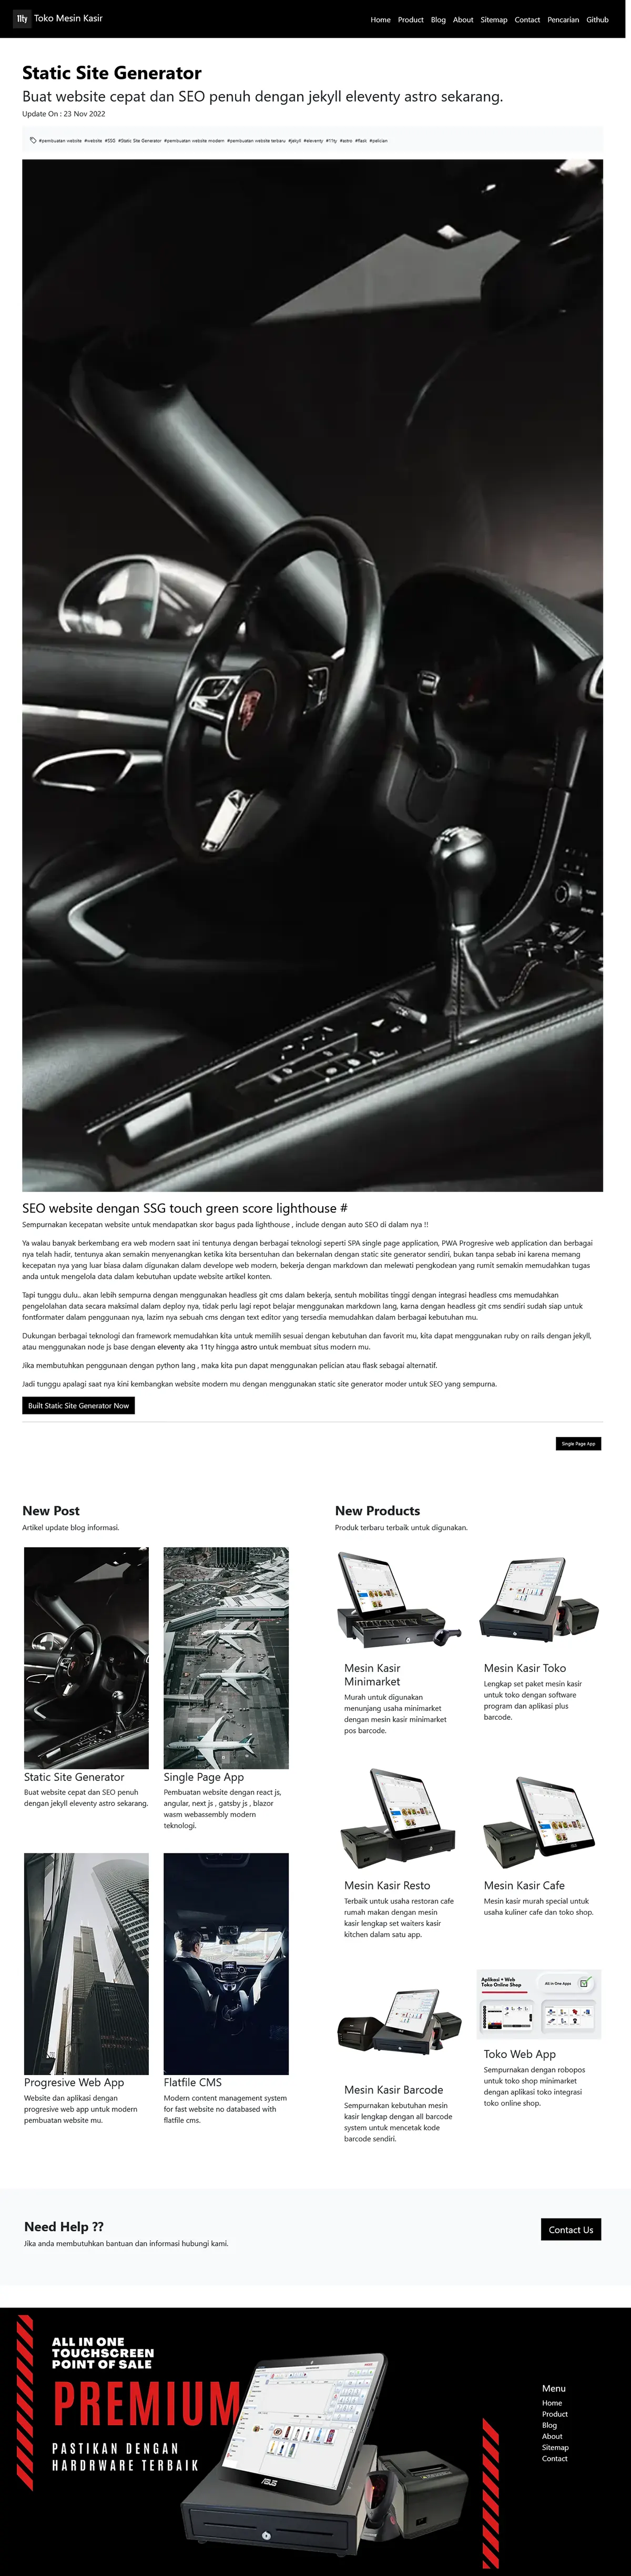 11ty Toko Mesin Kasir
Home Product Blog About Sitemap Contact Pencarian Github
Static Site Generator
Buat website cepat dan SEO penuh dengan jekyll eleventy astro sekarang.
Update On : 23 Nov 2022
#pembuatan website #website #SSG #Static Site Generator #pembuatan website modern #pembuatan website terbaru #jekyll #eleventy #11ty #astro #flask #pelician
SEO website dengan SSG touch green score lighthouse #
Sempurnakan kecepatan website untuk mendapatkan skor bagus pada lighthouse , include dengan auto SEO di dalam nya !!
Ya walau banyak berkembang era web modern saat ini tentunya dengan berbagai teknologi seperti SPA single page application, PWA Progresive web application dan berbagai
nya telah hadir, tentunya akan semakin menyenangkan ketika kita bersentuhan dan bekenalan dengan static site generator sendiri, bukan tanpa sebab ini karena memang
kecepatan nya yang luar biasa dalam digunakan dalam develope web modern, bekerja dengan markdown dan melewati pengkodean yang rumit semakin memudahkan tugas
anda untuk mengelola data dalam kebutuhan update website artikel konten.
Tapi tunggu dulu.. akan lebih sempurna dengan menggunakan headless git cms dalam bekerja, sentuh mobilitas tinggi dengan integrasi headless cms memudahkan
pengelolahan data secara maksimal dalam deploy nya, tidak perlu lagi repot belajar menggunakan markdown lang, karna dengan headless git cms sendiri sudah siap untuk
fontformater dalam penggunaan nya, lazim nya sebuah cms dengan text editor yang tersedia memudahkan dalam berbagai kebutuhan mu.
Dukungan berbagai teknologi dan framework memudahkan kita untuk memilih sesuai dengan kebutuhan dan favorit mu, kita dapat menggunakan ruby on rails dengan jekyll,
atau menggunakan node js base dengan eleventy aka 11ty hingga astro untuk membuat situs modern mu.
Jika membutuhkan penggunaan dengan python lang , maka kita pun dapat menggunakan pelician atau flask sebagai alternatif.
Jadi tunggu apalagi saat nya kini kembangkan website modern mu dengan menggunakan static site generator moder untuk SEO yang sempurna.
Built Static Site Generator Now
Single Page App
New Post
Artikel update blog informasi.
Static Site Generator
Buat website cepat dan SEO penuh
dengan jekyll eleventy astro sekarang.
Single Page App
Pembuatan website dengan react js,
angular, next js , gatsby js , blazor
wasm webassembly modern
teknologi.
Progresive Web App
Website dan aplikasi dengan
progresive web app untuk modern
pembuatan website mu.
Flatfile CMS
Modern content management system
for fast website no databased with
flatfile cms.
New Products
Produk terbaru terbaik untuk digunakan.
Mesin Kasir
Minimarket
Murah untuk digunakan
menunjang usaha minimarket
dengan mesin kasir minimarket
pos barcode.
Mesin Kasir Toko
Lengkap set paket mesin kasir
untuk toko dengan software
program dan aplikasi plus
barcode.
Mesin Kasir Resto
Terbaik untuk usaha restoran cafe
rumah makan dengan mesin
kasir lengkap set waiters kasir
kitchen dalam satu app.
Mesin Kasir Cafe
Mesin kasir murah special untuk
usaha kuliner cafe dan toko shop.
Mesin Kasir Barcode
Sempurnakan kebutuhan mesin
kasir lengkap dengan all barcode
system untuk mencetak kode
barcode sendiri.
Aplikasi + Web
Toko Online Shop
All in One Apps
Toko Web App
Sempurnakan dengan robopos
untuk toko shop minimarket
dengan aplikasi toko integrasi
toko online shop.
Need Help ??
Jika anda membutuhkan bantuan dan informasi hubungi kami.
Contact Us
ALL IN ONE
TOUCHSCREEN
POINT OF SALE
PREMIUM
PASTIKAN DENGAN
HARDRWARE TERBAIK
ASUS
Menu
Home
Product
Blog
About
Sitemap
Contact